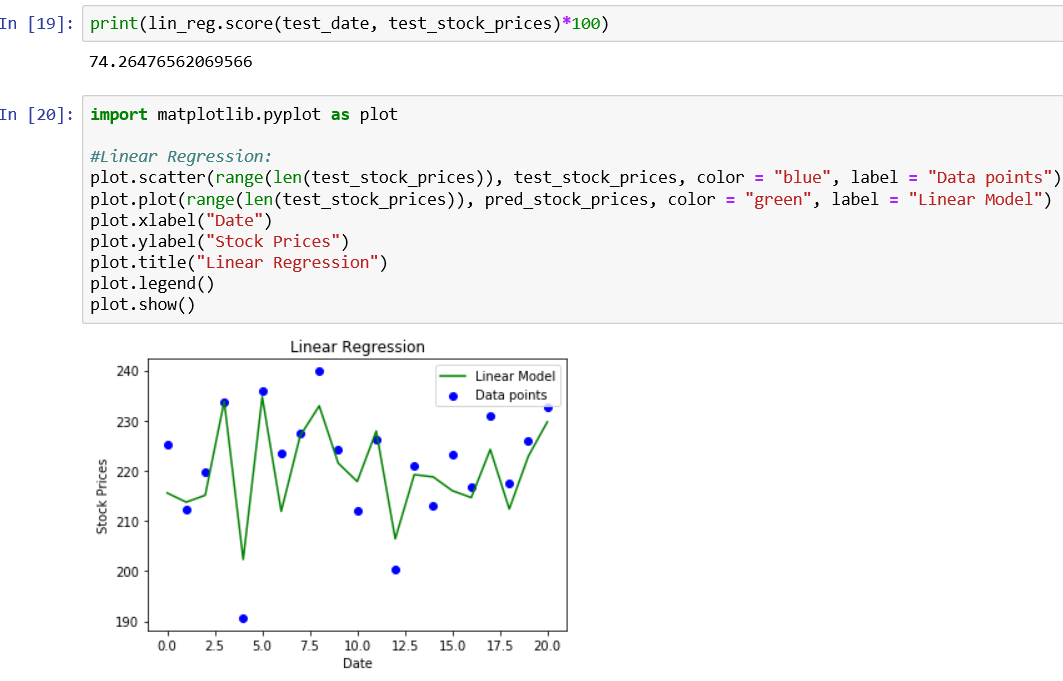 In [19]: print(lin_reg.score(test_date, test_stock_prices)*100)
74.26476562069566
In [20]: import matplotlib.pyplot as plot
#Linear Regression:
plot.scatter(range(len(test_stock_prices)), test_stock_prices, color = "blue", label = "Data points")
plot.plot(range(len(test_stock_prices)), pred_stock_prices, color = "green", label = "Linear Model")
plot.xlabel("Date")
plot.ylabel("Stock Prices")
plot.title("Linear Regression")
plot.legend()
plot.show()
Linear Regression
Linear Model
Data points
240
230
220
210
200
190
Stock Prices
0.0 2.5 5.0 7.5 10.0 12.5 15.0 17.5 20.0
Date